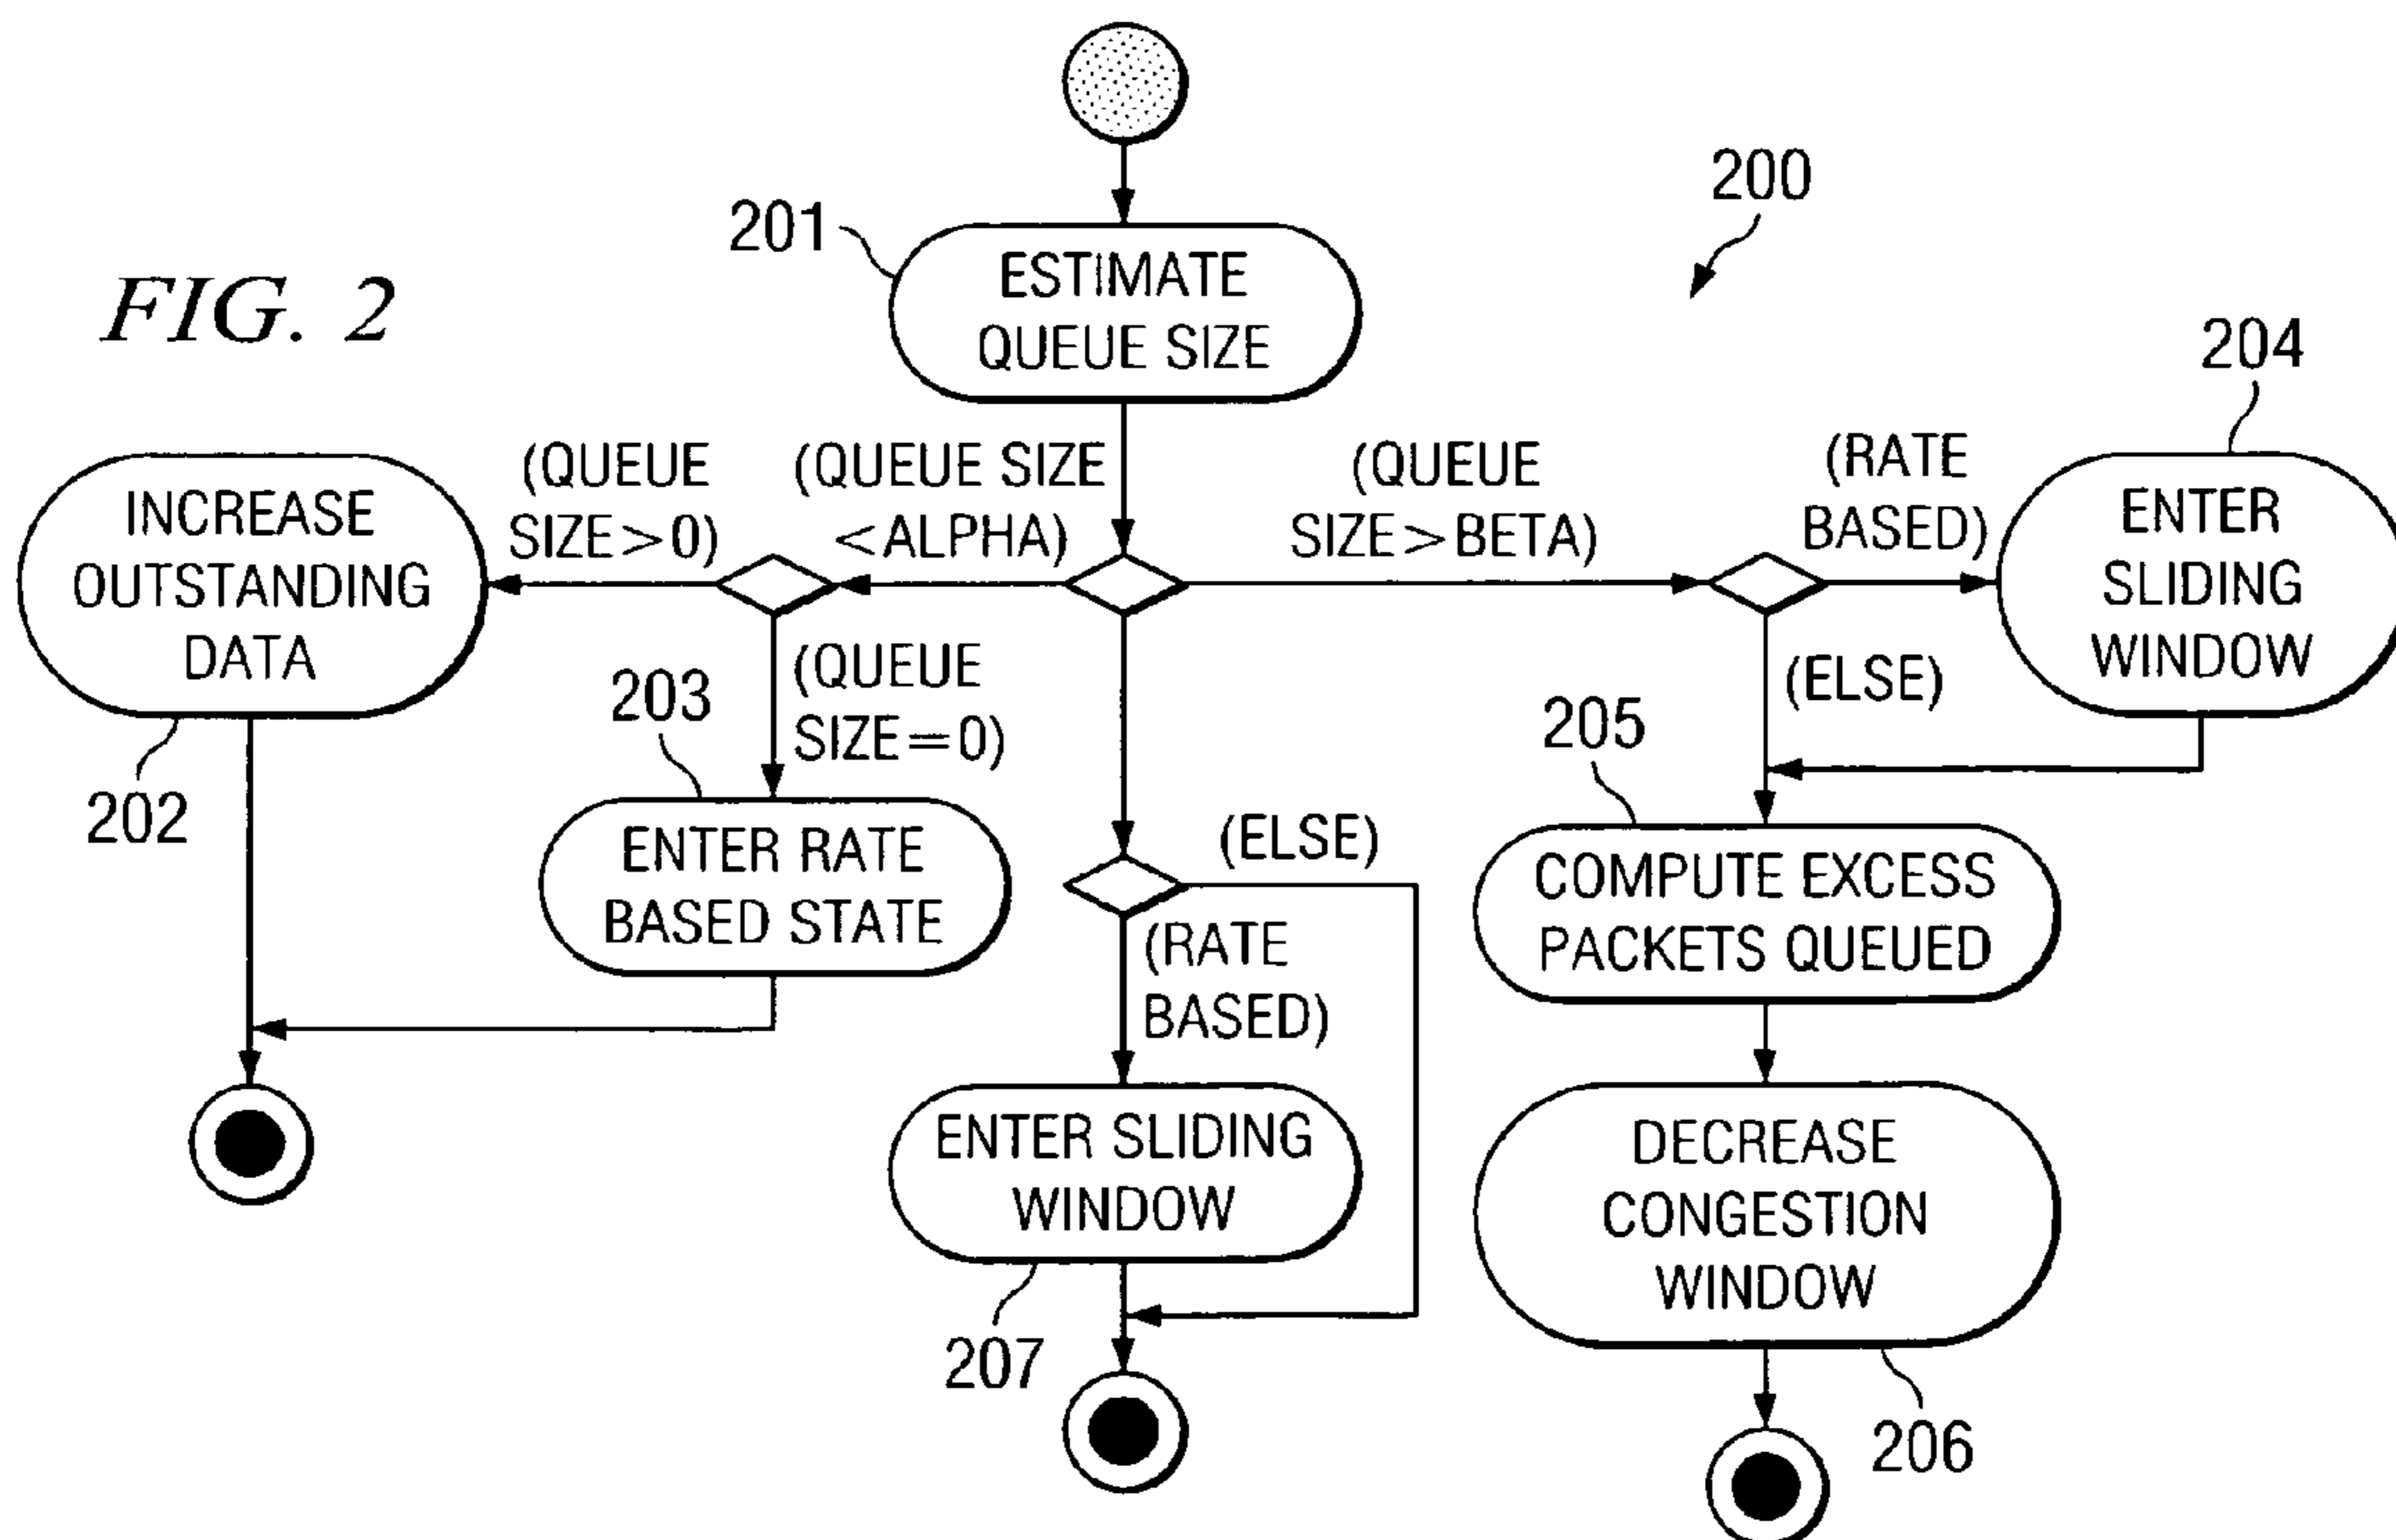 FIG. 2
200
201
ESTIMATE
QUEUE SIZE
(QUEUE
SIZE>0)
(QUEUE SIZE
<ALPHA)
(QUEUE
SIZE>BETA)
(RATE
BASED)
204
ENTER
SLIDING
WINDOW
INCREASE
OUTSTANDING
DATA
202
(QUEUE
SIZE=0)
203
ENTER RATE
BASED STATE
(ELSE)
(RATE
BASED)
ENTER SLIDING
WINDOW
207
(ELSE)
205
COMPUTE EXCESS
PACKETS QUEUED
DECREASE
CONGESTION
WINDOW
206